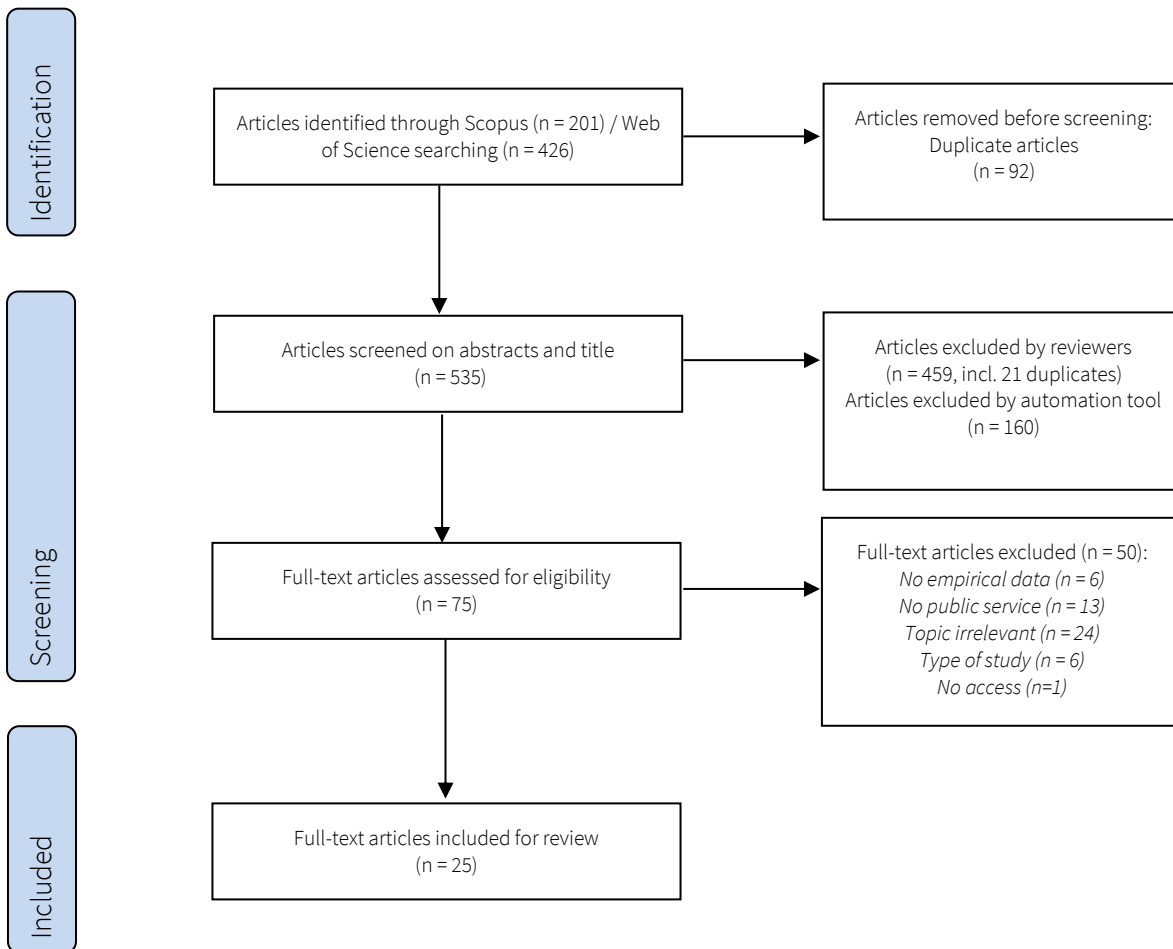 Identification
Articles identified through Scopus (n = 201) / Web
of Science searching (n = 426)
Articles removed before screening:
Duplicate articles
(n = 92)
Screening
Articles screened on abstracts and title
(n = 535)
Articles excluded by reviewers
(n = 459, incl. 21 duplicates)
Articles excluded by automation tool
(n = 160)
Full-text articles assessed for eligibility
(n = 75)
Full-text articles excluded (n = 50):
No empirical data (n = 6)
No public service (n = 13)
Topic irrelevant (n = 24)
Type of study (n = 6)
No access (n=1)
Included
Full-text articles included for review
(n = 25)